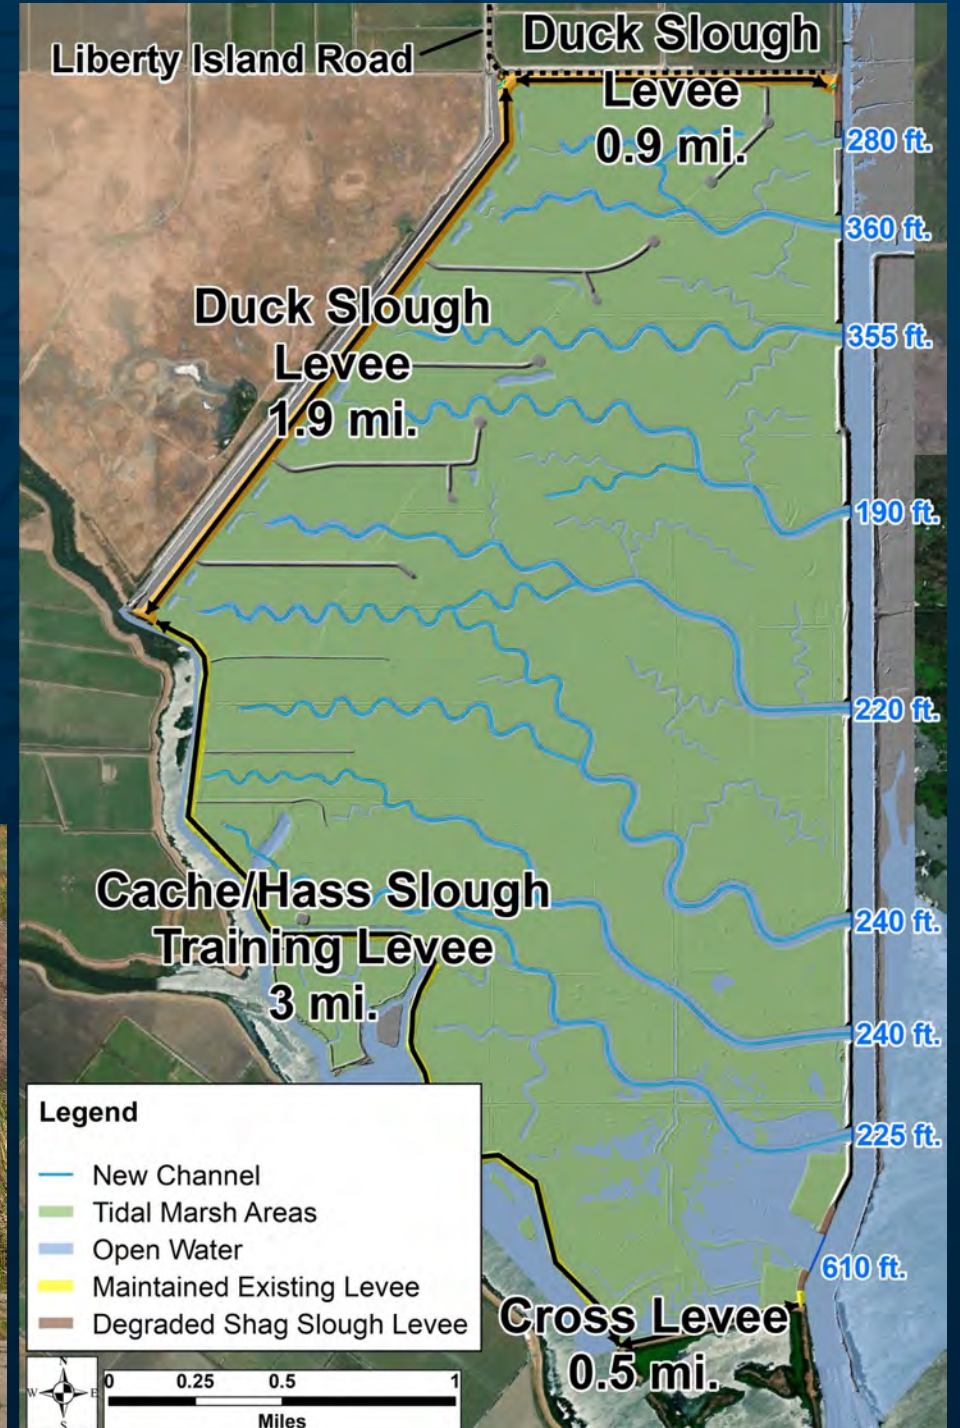 Liberty Island Road
Duck Slough
Levee
0.9 mi.
280 ft.
360 ft.
Duck Slough
Levee
1.9 mi.
355 ft.
190 ft.
220 ft.
Cache/Hass Slough
Training Levee
3 mi.
240 ft.
240 ft.
225 ft.
610 ft.
Cross Levee
0.5 mi.
Legend
New Channel
Tidal Marsh Areas
Open Water
Maintained Existing Levee
Degraded Shag Slough Levee
N
W E
S
0 0.25 0.5 1
Miles